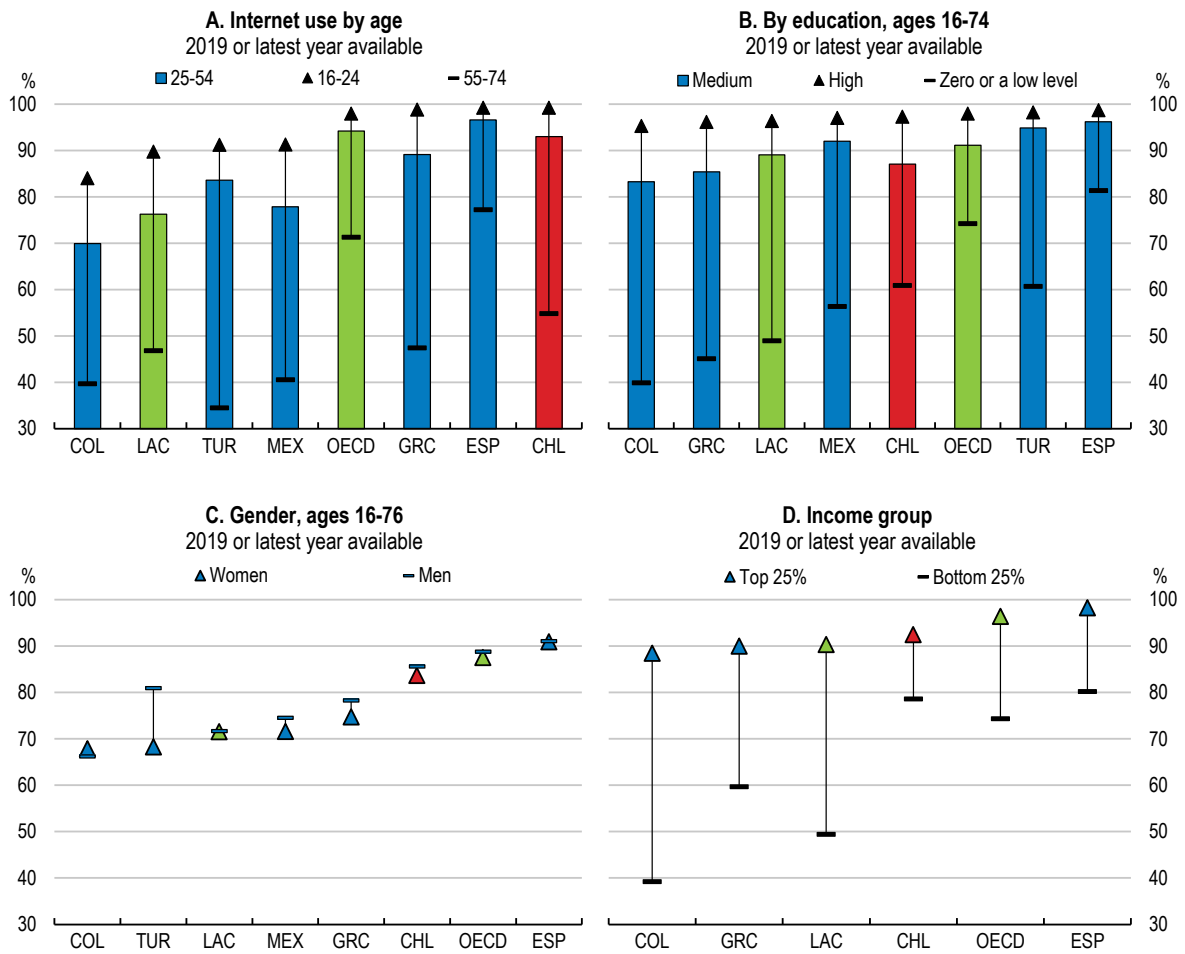 A. Internet use by age
2019 or latest year available
%
25-54 16-24 55-74
100
90
80
70
60
50
40
30
COL LAC TUR MEX OECD GRC ESP CHL
B. By education, ages 16-74
2019 or latest year available
%
Medium High Zero or a low level
100
90
80
70
60
50
40
30
COL GRC LAC MEX CHL OECD TUR ESP
C. Gender, ages 16-76
2019 or latest year available
%
Women Men
100
90
80
70
60
50
40
30
COL TUR LAC MEX GRC CHL OECD ESP
D. Income group
2019 or latest year available
%
Top 25% Bottom 25%
100
90
80
70
60
50
40
30
COL GRC LAC CHL OECD ESP